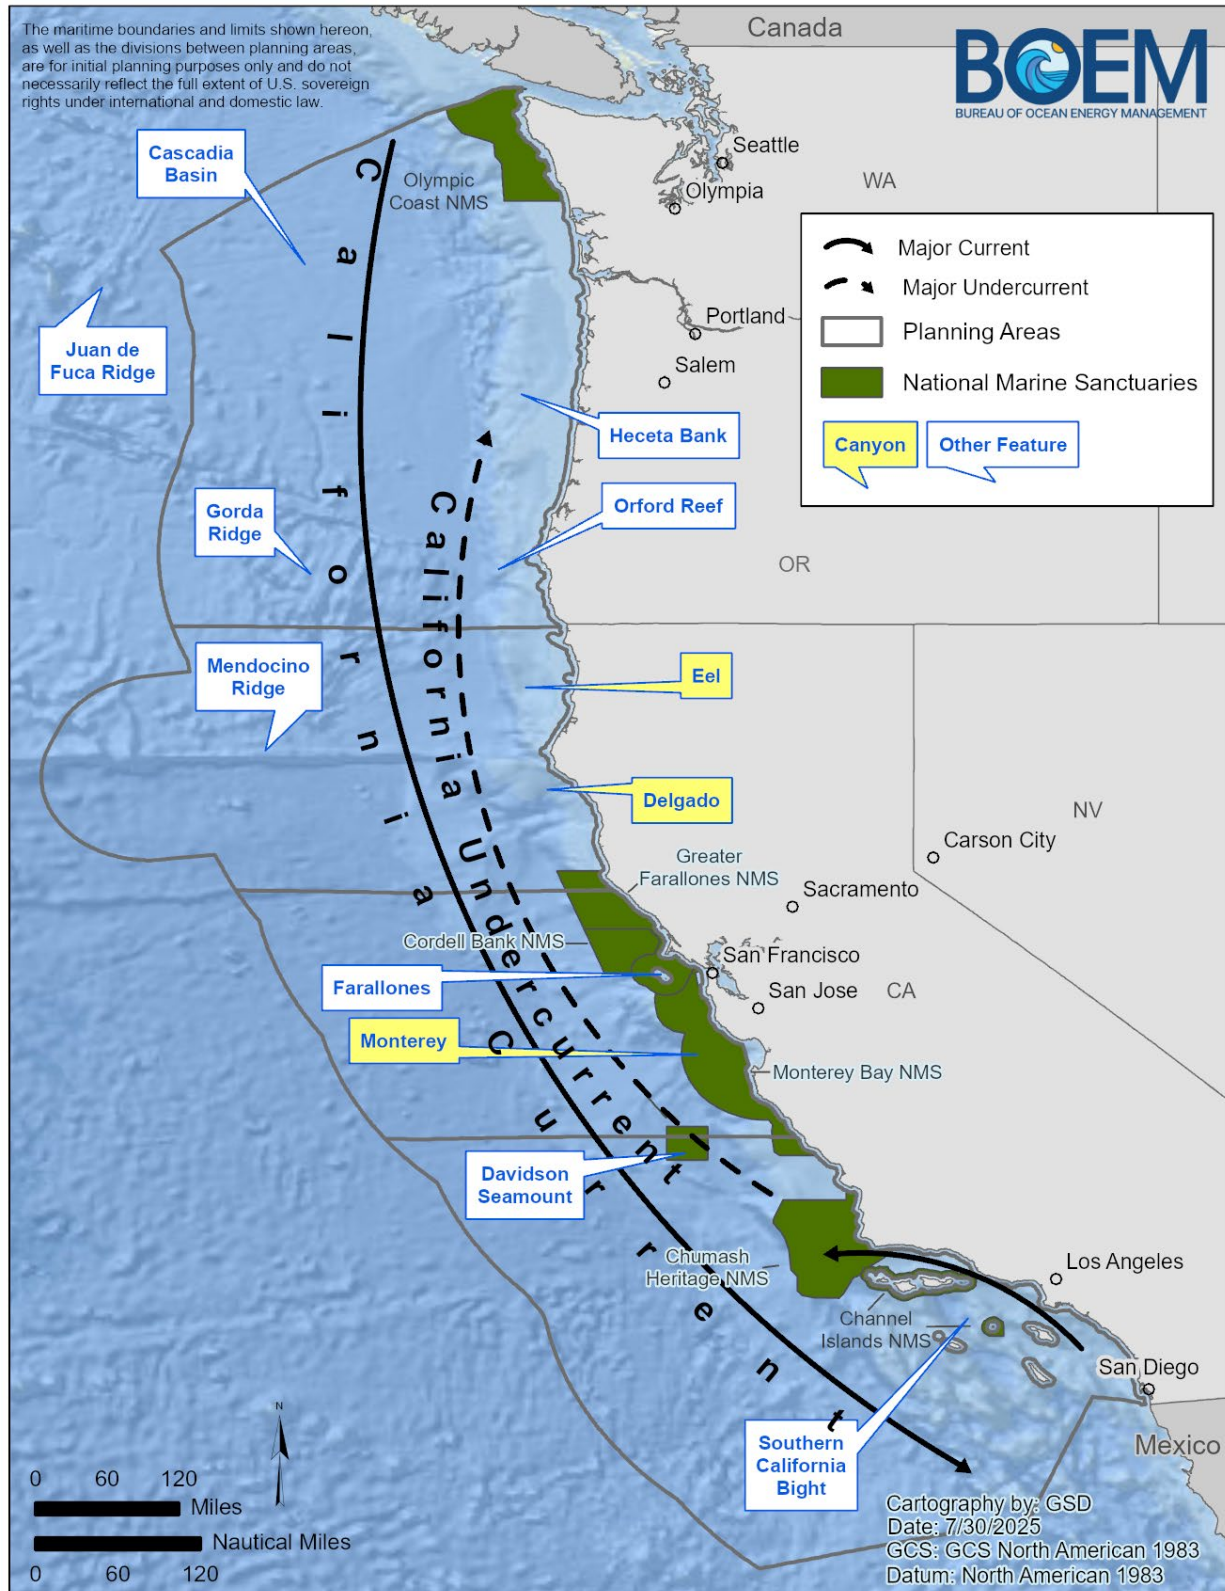 The maritime boundaries and limits shown hereon,
as well as the divisions between planning areas,
are for initial planning purposes only and do not
necessarily reflect the full extent of U.S. sovereign
rights under international and domestic law.
Canada
BOEM
BUREAU OF OCEAN ENERGY MANAGEMENT
Cascadia
Basin
Olympic
Coast NMS
Seattle
Olympia
WA
Major Current
Major Undercurrent
Planning Areas
National Marine Sanctuaries
Canyon
Other Feature
Juan de
Fuca Ridge
Portland
Salem
Heceta Bank
Gorda
Ridge
Orford Reef
OR
California Current
California Undercurrent
Mendocino
Ridge
Eel
Delgado
NV
Carson City
Greater
Farallones NMS
Sacramento
Cordell Bank NMS
San Francisco
Farallones
San Jose
CA
Monterey
Monterey Bay NMS
Davidson
Seamount
Chumash
Heritage NMS
Los Angeles
Channel
Islands NMS
San Diego
Southern
California
Bight
Mexico
N
0 60 120
Miles
Nautical Miles
0 60 120
Cartography by: GSD
Date: 7/30/2025
GCS: GCS North American 1983
Datum: North American 1983